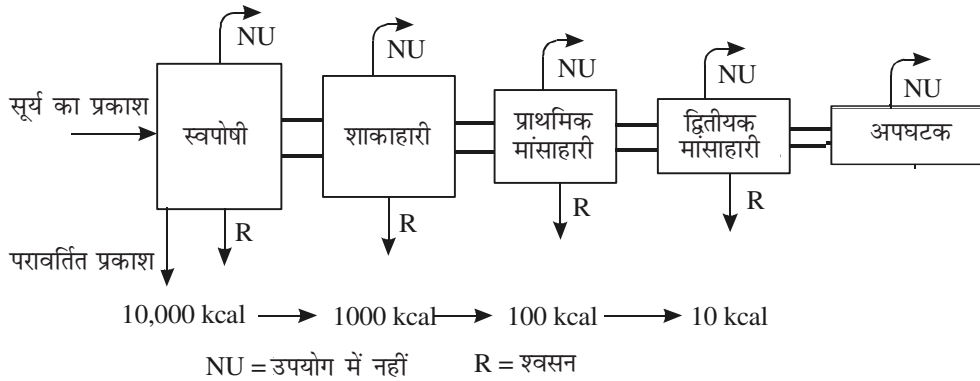 NU
NU
NU
NU
NU
सूर्य का प्रकाश
स्वपोषी
शाकाहारी
प्राथमिक
मांसाहारी
द्वितीयक
मांसाहारी
अपघटक
R
R
R
R
परावर्तित प्रकाश
10,000 kcal 1000 kcal 100 kcal 10 kcal
NU = उपयोग में नहीं R = श्वसन